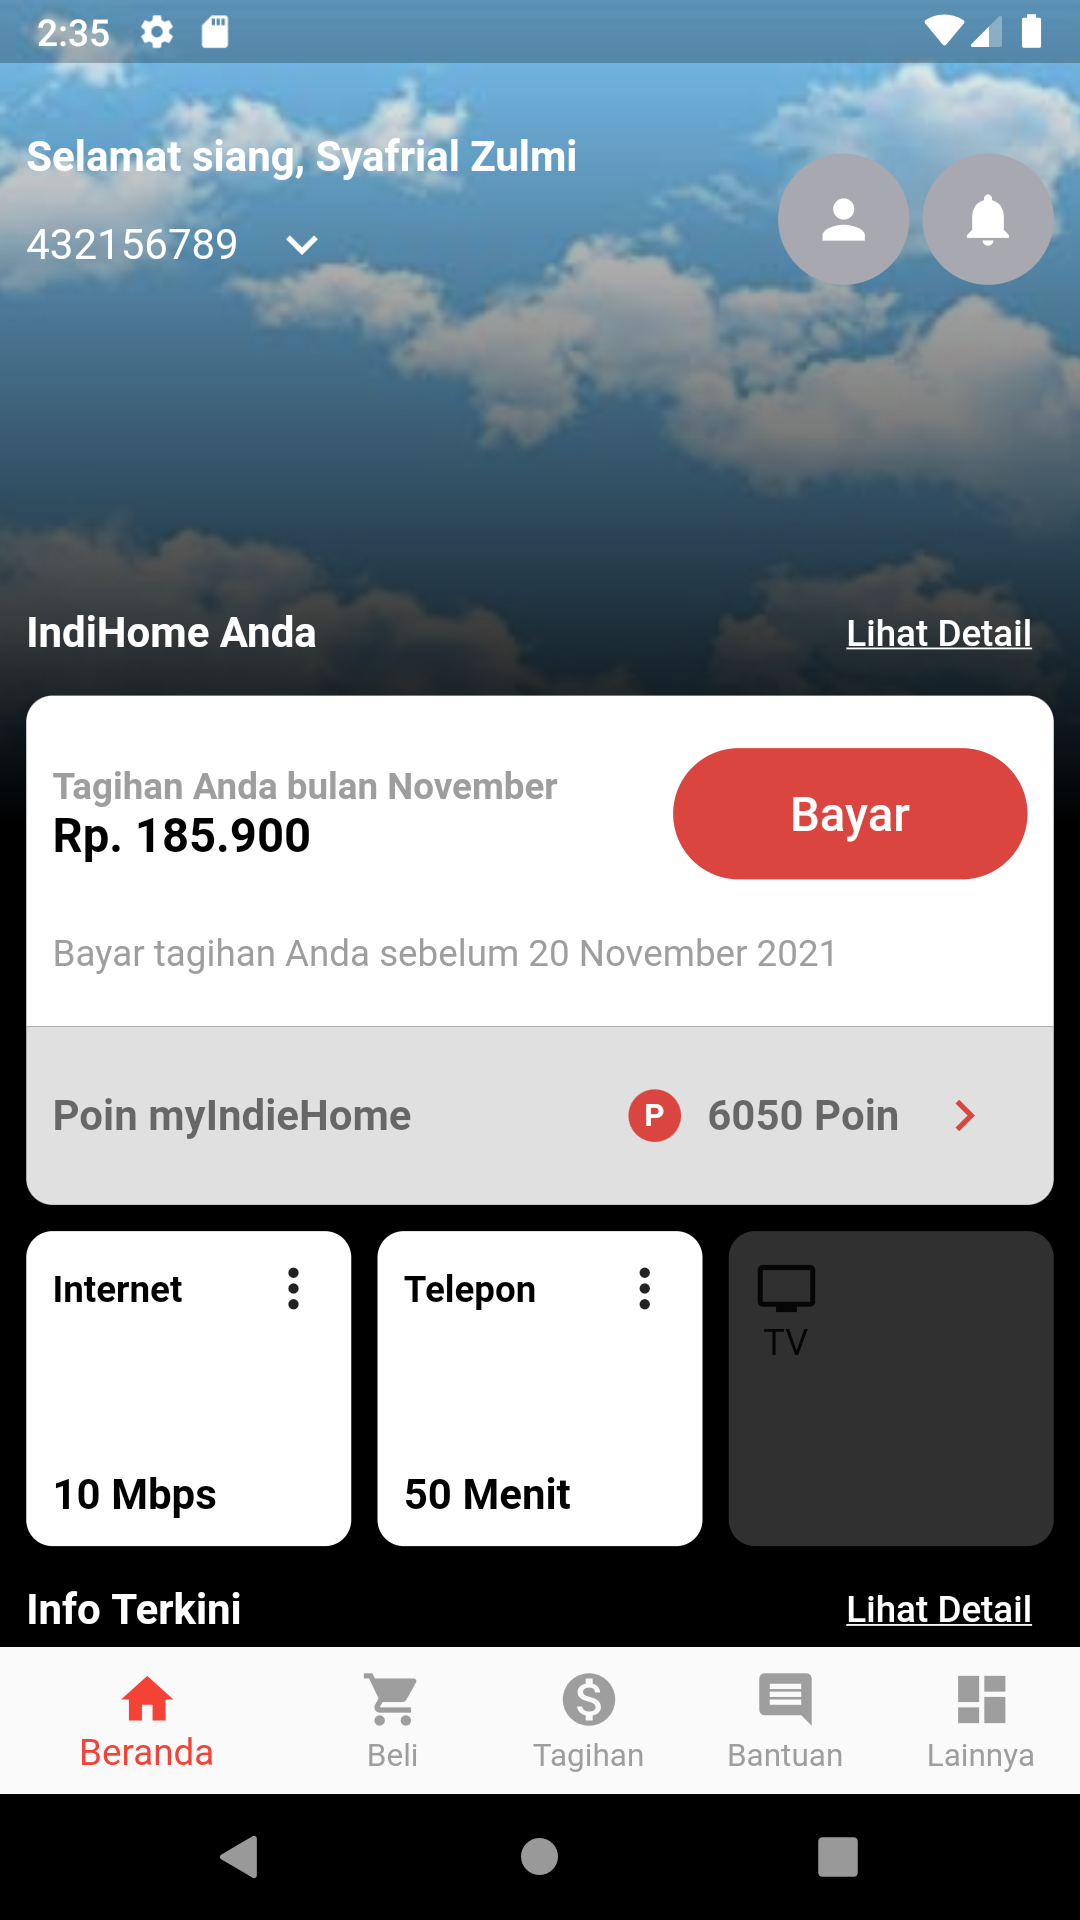 2:35
Selamat siang, Syafrial Zulmi
432156789
IndiHome Anda
Lihat Detail
Tagihan Anda bulan November
Rp. 185.900
Bayar
Bayar tagihan Anda sebelum 20 November 2021
Poin myIndieHome
P
6050 Poin
Internet
Telepon
TV
10 Mbps
50 Menit
Info Terkini
Lihat Detail
Beranda
Beli
Tagihan
Bantuan
Lainnya